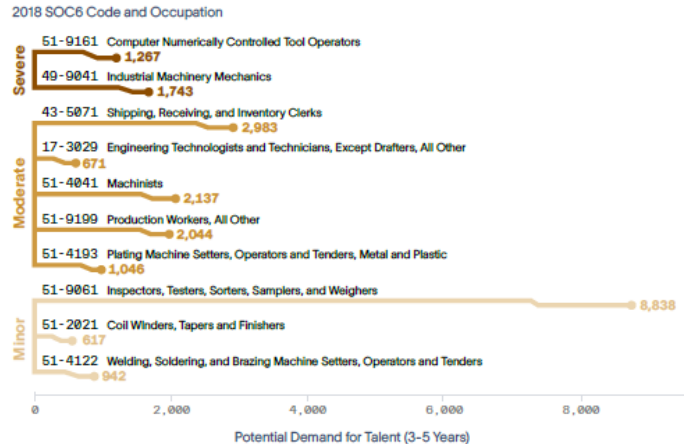 2018 SOC6 Code and Occupation
Severe
51-9161 Computer Numerically Controlled Tool Operators
1,267
49-9041 Industrial Machinery Mechanics
1,743
Moderate
43-5071 Shipping, Receiving, and Inventory Clerks
2,983
17-3029 Engineering Technologists and Technicians, Except Drafters, All Other
671
51-4041 Machinists
2,137
51-9199 Production Workers, All Other
2,044
51-4193 Plating Machine Setters, Operators and Tenders, Metal and Plastic
1,046
Minor
51-9061 Inspectors, Testers, Sorters, Samplers, and Weighers
8,838
51-2021 Coil WInders, Tapers and Finishers
617
51-4122 Welding, Soldering, and Brazing Machine Setters, Operators and Tenders
942
0 2,000 4,000 6,000 8,000
Potential Demand for Talent (3-5 Years)